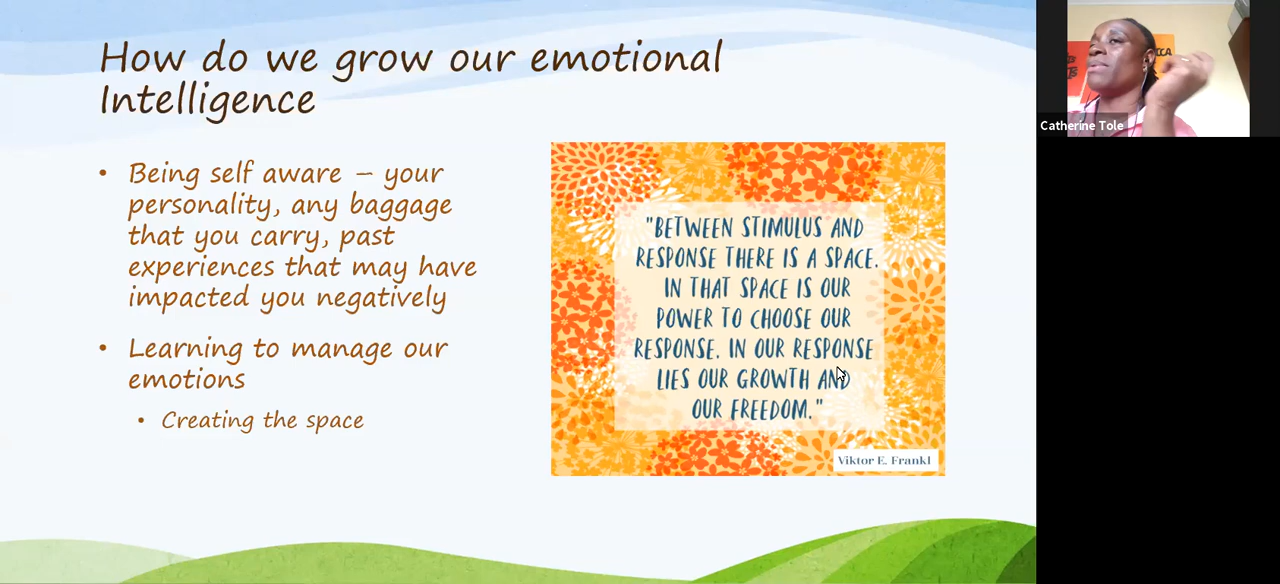 How do we grow our emotional
Intelligence
• Being self aware – your
personality, any baggage
that you carry, past
experiences that may have
impacted you negatively
• Learning to manage our
emotions
• Creating the space
"BETWEEN STIMULUS AND
RESPONSE THERE IS A SPACE.
IN THAT SPACE IS OUR
POWER TO CHOOSE OUR
RESPONSE. IN OUR RESPONSE
LIES OUR GROWTH AND
OUR FREEDOM."
Viktor E. Frankl
Catherine Tole